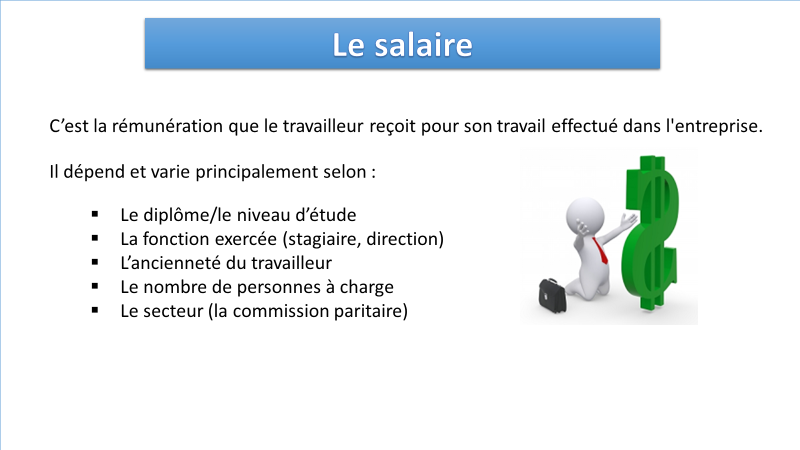 Le salaire
C’est la rémunération que le travailleur reçoit pour son travail effectué dans l'entreprise.
Il dépend et varie principalement selon :
▪ Le diplôme/le niveau d’étude
▪ La fonction exercée (stagiaire, direction)
▪ L’ancienneté du travailleur
▪ Le nombre de personnes à charge
▪ Le secteur (la commission paritaire)